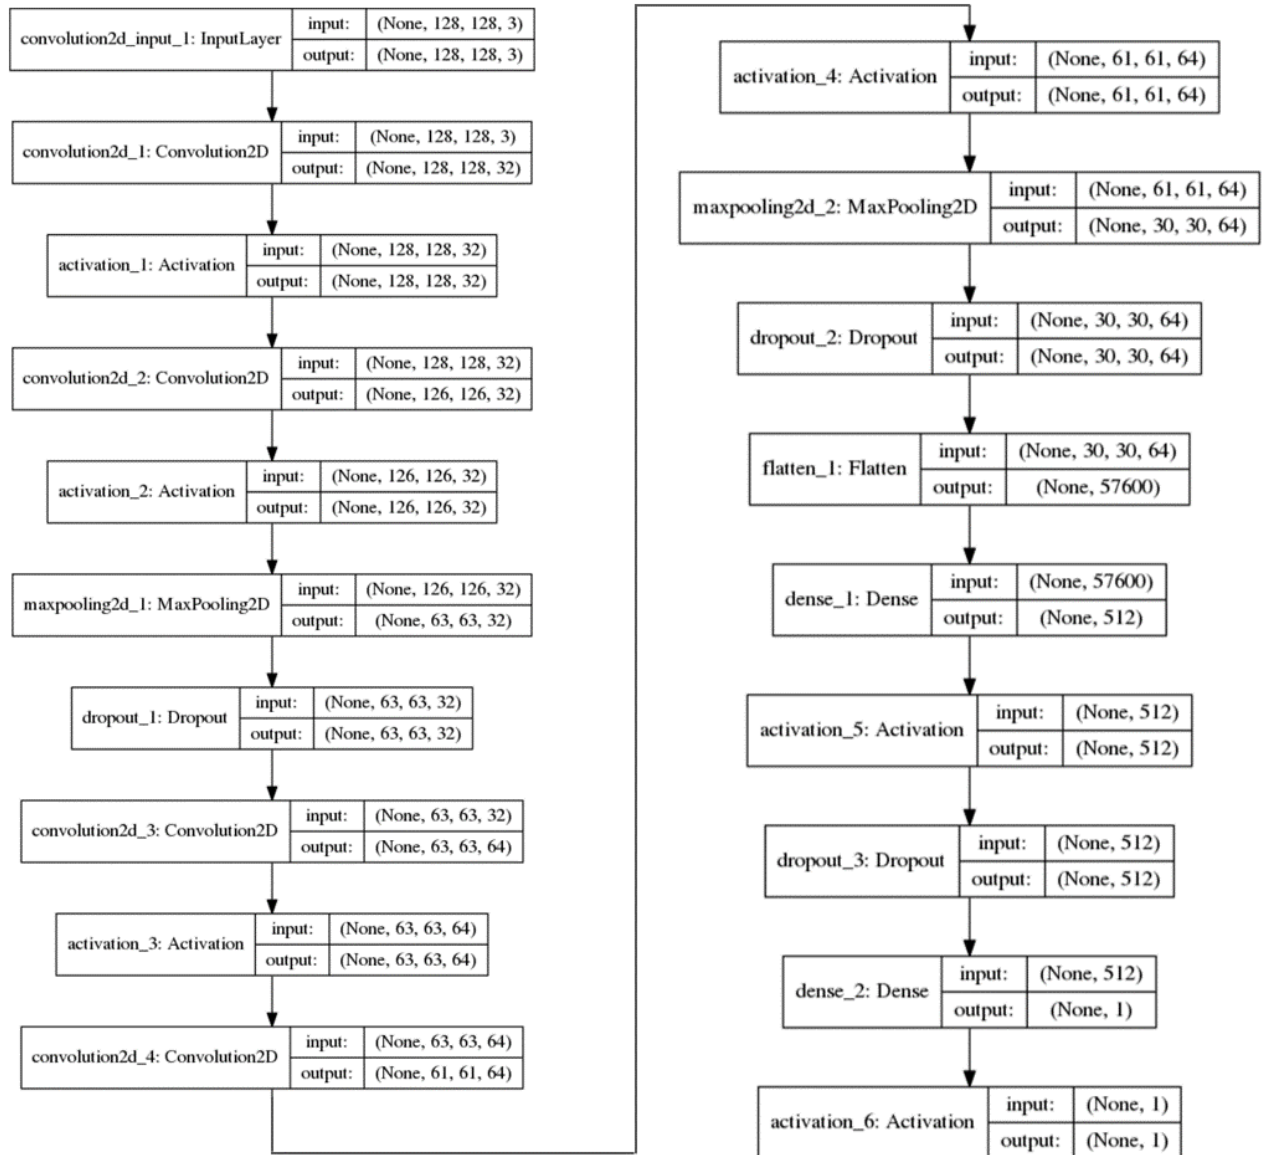 convolution2d_input_1: InputLayer
input: (None, 128, 128, 3)
output: (None, 128, 128, 3)
convolution2d_1: Convolution2D
input: (None, 128, 128, 3)
output: (None, 128, 128, 32)
activation_1: Activation
input: (None, 128, 128, 32)
output: (None, 128, 128, 32)
convolution2d_2: Convolution2D
input: (None, 128, 128, 32)
output: (None, 126, 126, 32)
activation_2: Activation
input: (None, 126, 126, 32)
output: (None, 126, 126, 32)
maxpooling2d_1: MaxPooling2D
input: (None, 126, 126, 32)
output: (None, 63, 63, 32)
dropout_1: Dropout
input: (None, 63, 63, 32)
output: (None, 63, 63, 32)
convolution2d_3: Convolution2D
input: (None, 63, 63, 32)
output: (None, 63, 63, 64)
activation_3: Activation
input: (None, 63, 63, 64)
output: (None, 63, 63, 64)
convolution2d_4: Convolution2D
input: (None, 63, 63, 64)
output: (None, 61, 61, 64)
activation_4: Activation
input: (None, 61, 61, 64)
output: (None, 61, 61, 64)
maxpooling2d_2: MaxPooling2D
input: (None, 61, 61, 64)
output: (None, 30, 30, 64)
dropout_2: Dropout
input: (None, 30, 30, 64)
output: (None, 30, 30, 64)
flatten_1: Flatten
input: (None, 30, 30, 64)
output: (None, 57600)
dense_1: Dense
input: (None, 57600)
output: (None, 512)
activation_5: Activation
input: (None, 512)
output: (None, 512)
dropout_3: Dropout
input: (None, 512)
output: (None, 512)
dense_2: Dense
input: (None, 512)
output: (None, 1)
activation_6: Activation
input: (None, 1)
output: (None, 1)